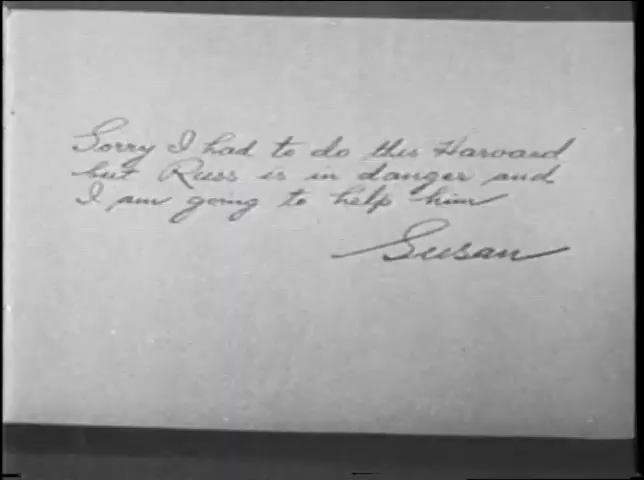 Sorry I had to do this Harvard
but Russ is in danger and
I am going to help him
Susan